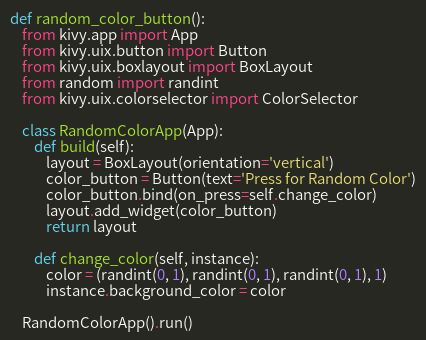 def random_color_button():
    from kivy.app import App
    from kivy.uix.button import Button
    from kivy.uix.boxlayout import BoxLayout
    from random import randint
    from kivy.uix.colorselector import ColorSelector

    class RandomColorApp(App):
        def build(self):
            layout = BoxLayout(orientation='vertical')
            color_button = Button(text='Press for Random Color')
            color_button.bind(on_press=self.change_color)
            layout.add_widget(color_button)
            return layout

        def change_color(self, instance):
            color = (randint(0, 1), randint(0, 1), randint(0, 1), 1)
            instance.background_color = color

    RandomColorApp().run()